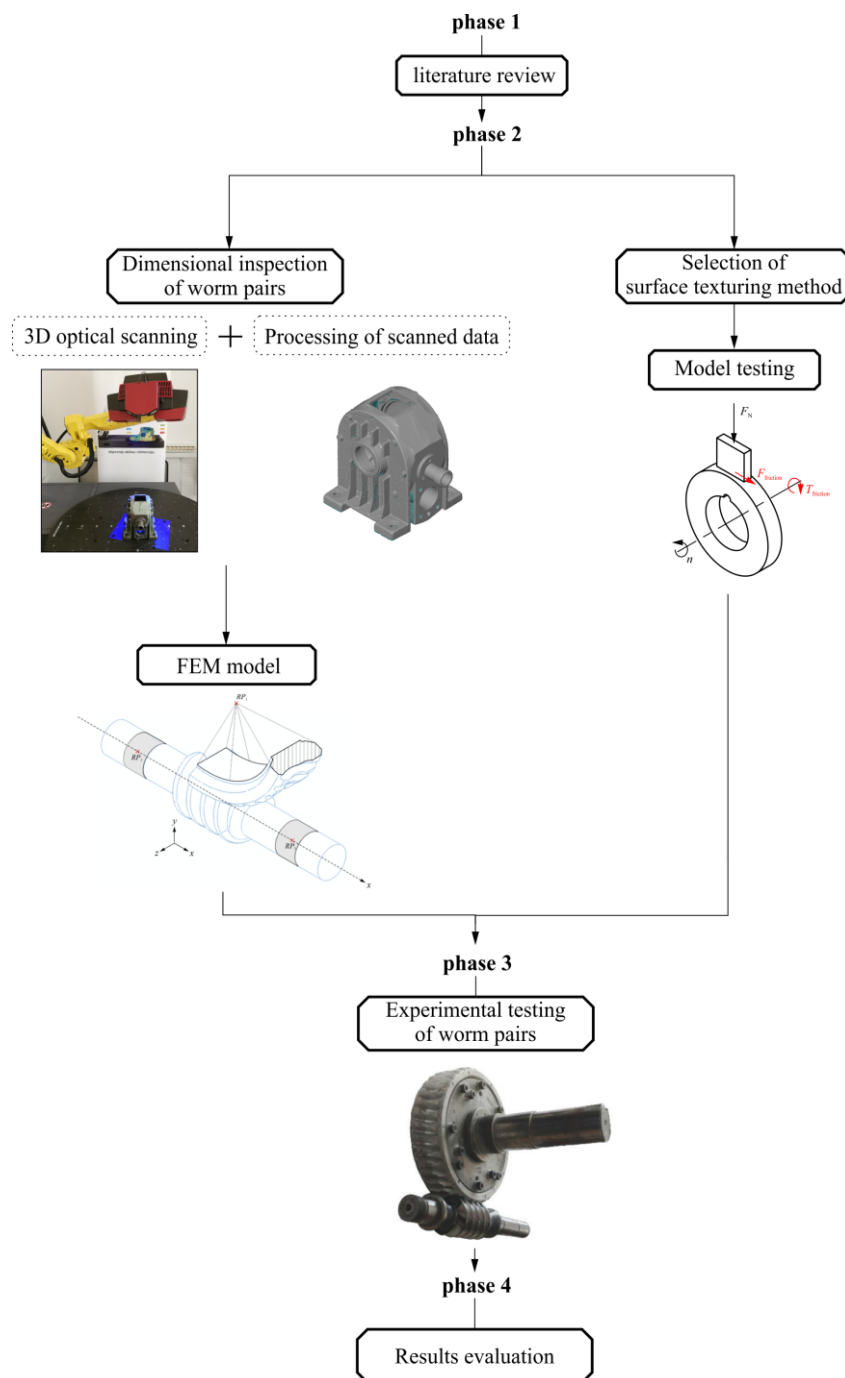 phase 1
literature review
phase 2
Dimensional inspection
of worm pairs
3D optical scanning + Processing of scanned data
Selection of
surface texturing method
Model testing
F_N
F_friction
T_friction
n
FEM model
RP_1
RP_2
y
z
x
x
phase 3
Experimental testing
of worm pairs
phase 4
Results evaluation